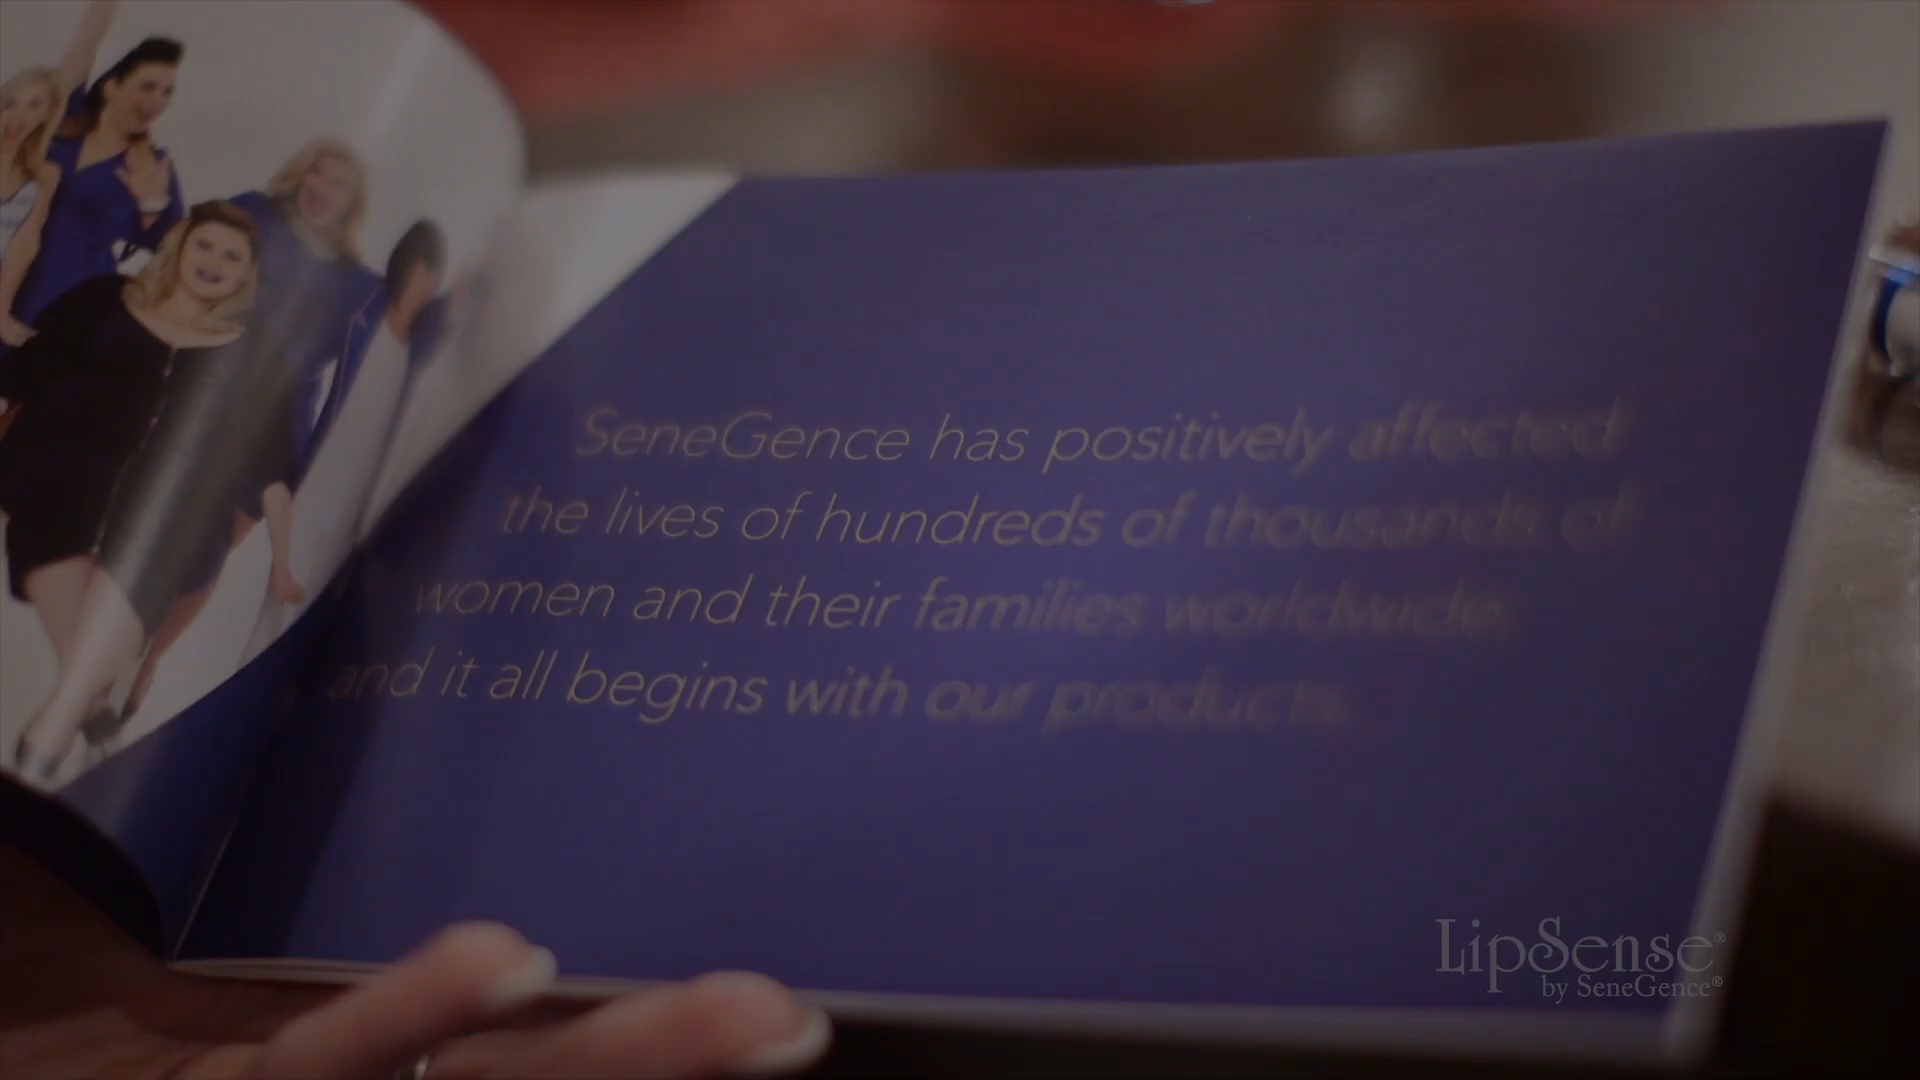 SeneGence has positively affected
the lives of hundreds of thousands of
women and their families worldwide,
and it all begins with our products.
LipSense®
by SeneGence®